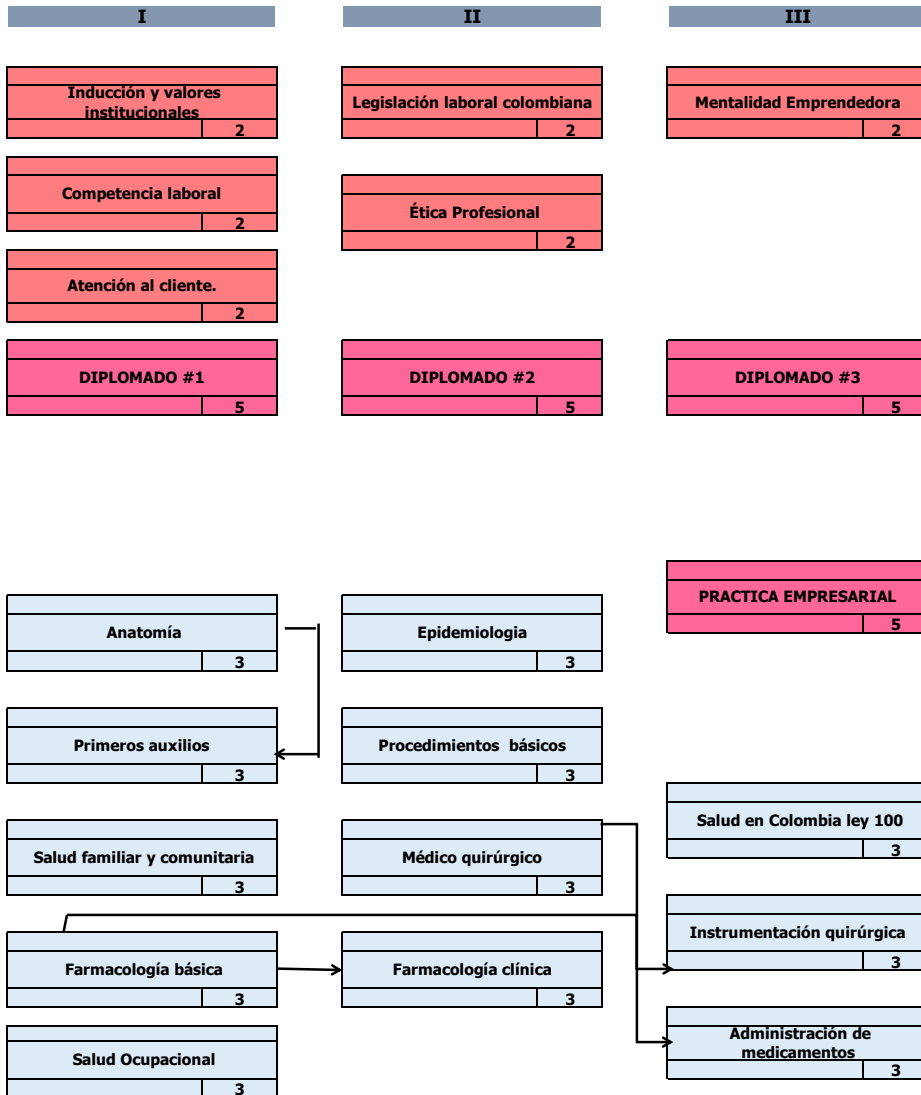 I
II
III
Inducción y valores
institucionales
2
Legislación laboral colombiana
2
Mentalidad Emprendedora
2
Competencia laboral
2
Ética Profesional
2
Atención al cliente.
2
DIPLOMADO #1
5
DIPLOMADO #2
5
DIPLOMADO #3
5
PRACTICA EMPRESARIAL
5
Anatomía
3
Epidemiologia
3
Primeros auxilios
3
Procedimientos básicos
3
Salud en Colombia ley 100
3
Salud familiar y comunitaria
3
Médico quirúrgico
3
Instrumentación quirúrgica
3
Farmacología básica
3
Farmacología clínica
3
Administración de
medicamentos
3
Salud Ocupacional
3